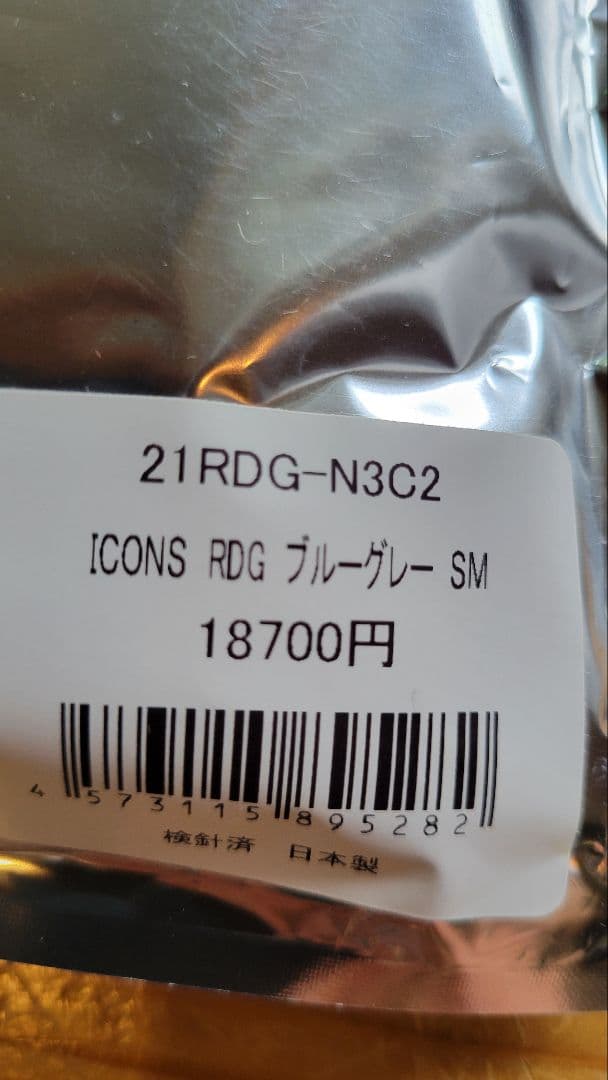 21RDG-N3C2
ICONS RDG ブルーグレー SM
18700円
4 573115 895282
検針済 日本製